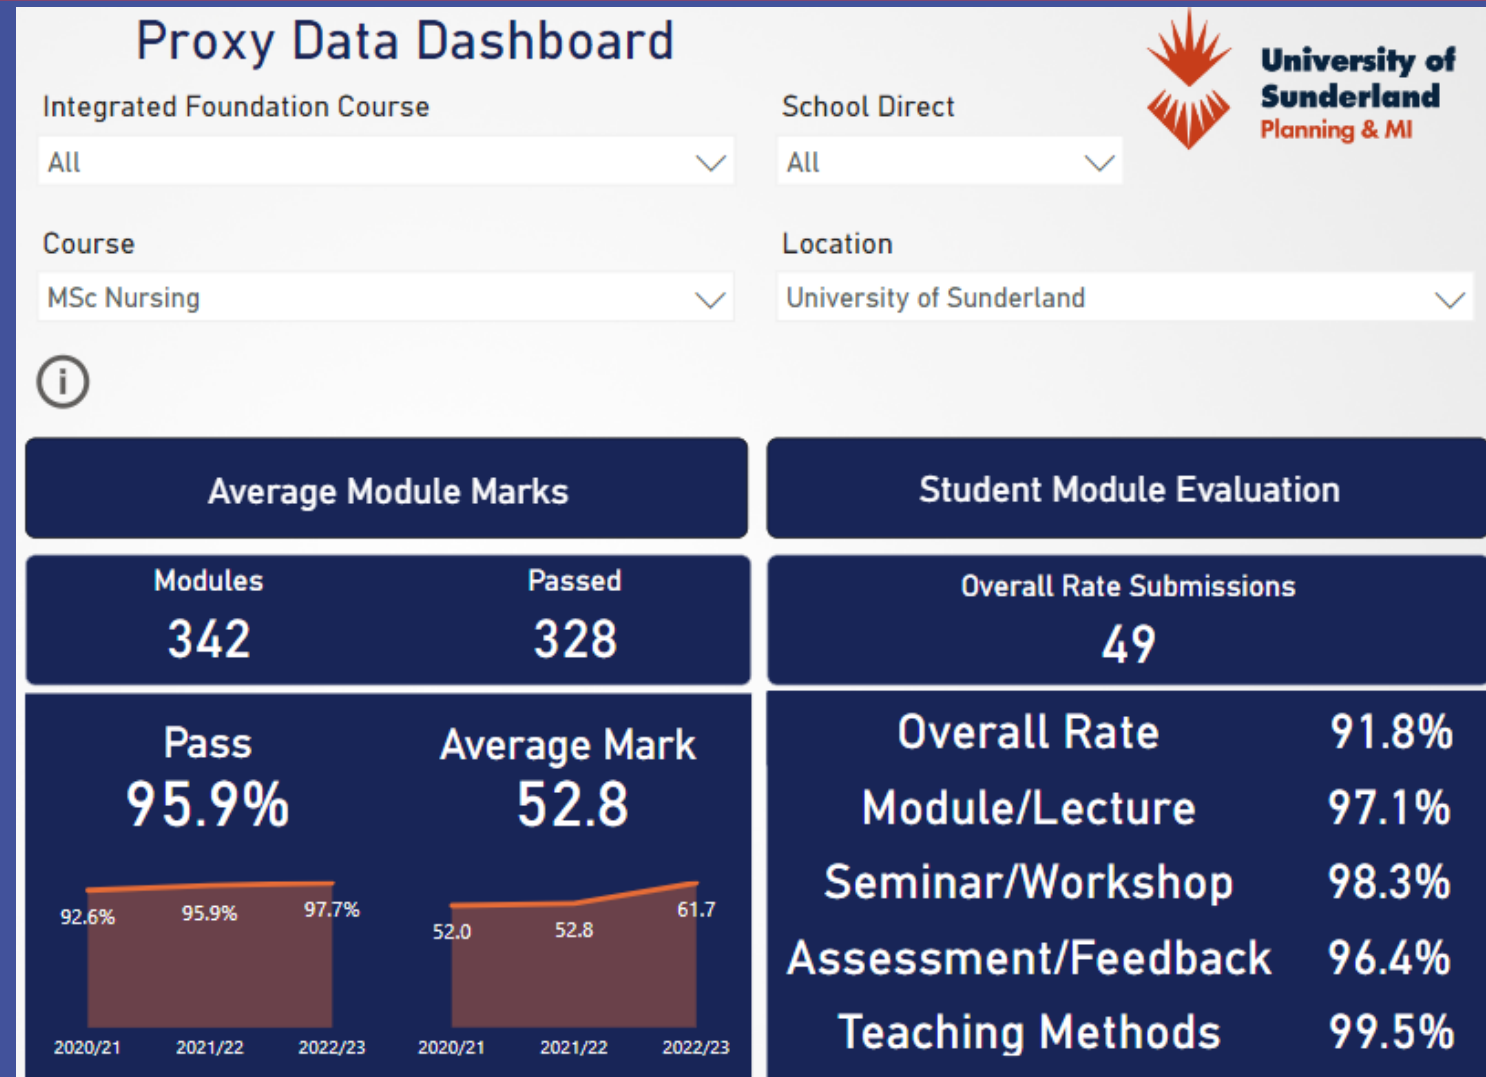 Proxy Data Dashboard
University of
Sunderland
Planning & MI
Integrated Foundation Course
All
School Direct
All
Course
MSc Nursing
Location
University of Sunderland
i
Average Module Marks
Student Module Evaluation
Modules
342
Passed
328
Overall Rate Submissions
49
Pass
95.9%
Average Mark
52.8
92.6% 95.9% 97.7%
2020/21 2021/22 2022/23
52.0 52.8 61.7
2020/21 2021/22 2022/23
Overall Rate 91.8%
Module/Lecture 97.1%
Seminar/Workshop 98.3%
Assessment/Feedback 96.4%
Teaching Methods 99.5%